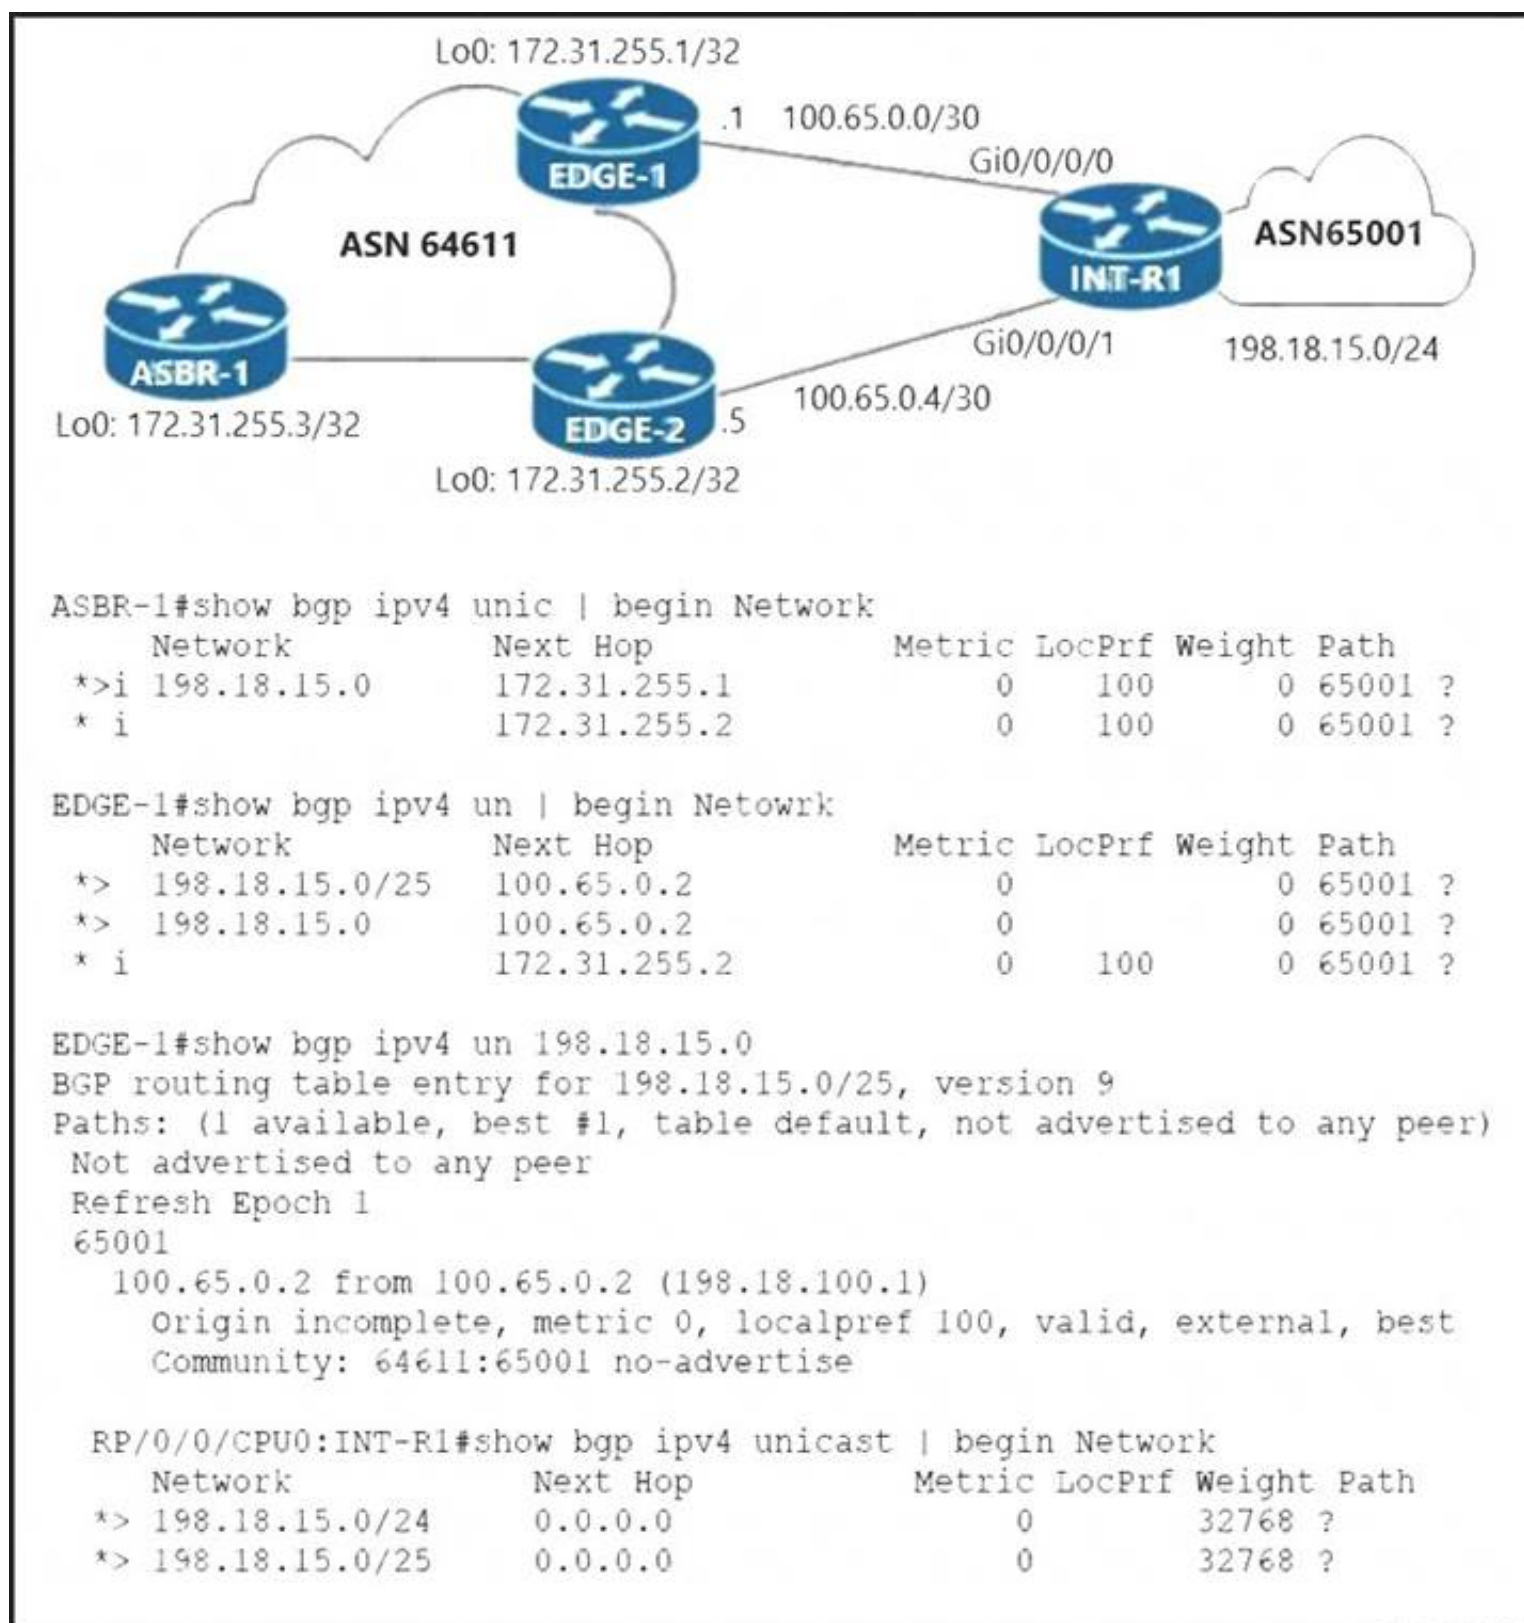 Lo0: 172.31.255.1/32
.1 100.65.0.0/30
EDGE-1
Gi0/0/0/0
ASN 64611
ASN65001
INT-R1
Gi0/0/0/1
198.18.15.0/24
ASBR-1
100.65.0.4/30
EDGE-2
.5
Lo0: 172.31.255.3/32
Lo0: 172.31.255.2/32
ASBR-1#show bgp ipv4 unic | begin Network
Network Next Hop Metric LocPrf Weight Path
*>i 198.18.15.0 172.31.255.1 0 100 0 65001 ?
* i 172.31.255.2 0 100 0 65001 ?
EDGE-1#show bgp ipv4 un | begin Netowrk
Network Next Hop Metric LocPrf Weight Path
*> 198.18.15.0/25 100.65.0.2 0 0 65001 ?
*> 198.18.15.0 100.65.0.2 0 0 65001 ?
* i 172.31.255.2 0 100 0 65001 ?
EDGE-1#show bgp ipv4 un 198.18.15.0
BGP routing table entry for 198.18.15.0/25, version 9
Paths: (1 available, best #1, table default, not advertised to any peer)
Not advertised to any peer
Refresh Epoch 1
65001
100.65.0.2 from 100.65.0.2 (198.18.100.1)
Origin incomplete, metric 0, localpref 100, valid, external, best
Community: 64611:65001 no-advertise
RP/0/0/CPU0:INT-R1#show bgp ipv4 unicast | begin Network
Network Next Hop Metric LocPrf Weight Path
*> 198.18.15.0/24 0.0.0.0 0 32768 ?
*> 198.18.15.0/25 0.0.0.0 0 32768 ?